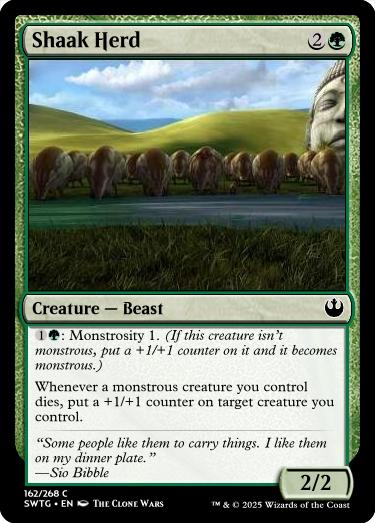 Shaak Herd 2
Creature — Beast
1: Monstrosity 1. (If this creature isn't
monstrous, put a +1/+1 counter on it and it becomes
monstrous.)
Whenever a monstrous creature you control
dies, put a +1/+1 counter on target creature you
control.
"Some people like them to carry things. I like them
on my dinner plate."
—Sio Bibble
2/2
162/268 C
SWTG • EN The Clone Wars ™ & © 2025 Wizards of the Coast